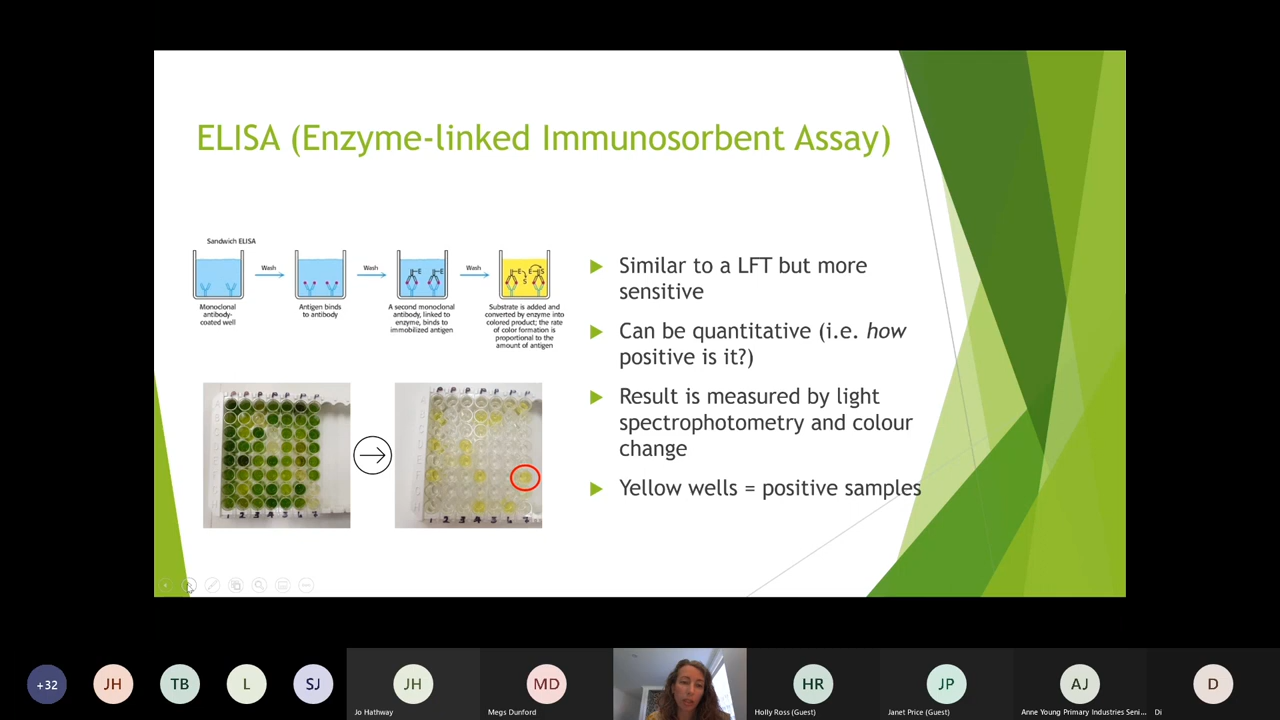 ELISA (Enzyme-linked Immunosorbent Assay)
Sandwich ELISA
Wash
Wash
Wash
E
E
E
E
S
S
Monoclonal
antibody-
coated well
Antigen binds
to antibody
A second monoclonal
antibody, linked to
enzyme, binds to
immobilized antigen
Substrate is added and
converted by enzyme into
colored product; the rate
of color formation is
proportional to the
amount of antigen
Similar to a LFT but more
sensitive
Can be quantitative (i.e. how
positive is it?)
Result is measured by light
spectrophotometry and colour
change
Yellow wells = positive samples
+32
JH
TB
L
SJ
JH
Jo Hathway
MD
Megs Dunford
HR
Holly Ross (Guest)
JP
Janet Price (Guest)
AJ
Anne Young Primary Industries Seni...
D
Di